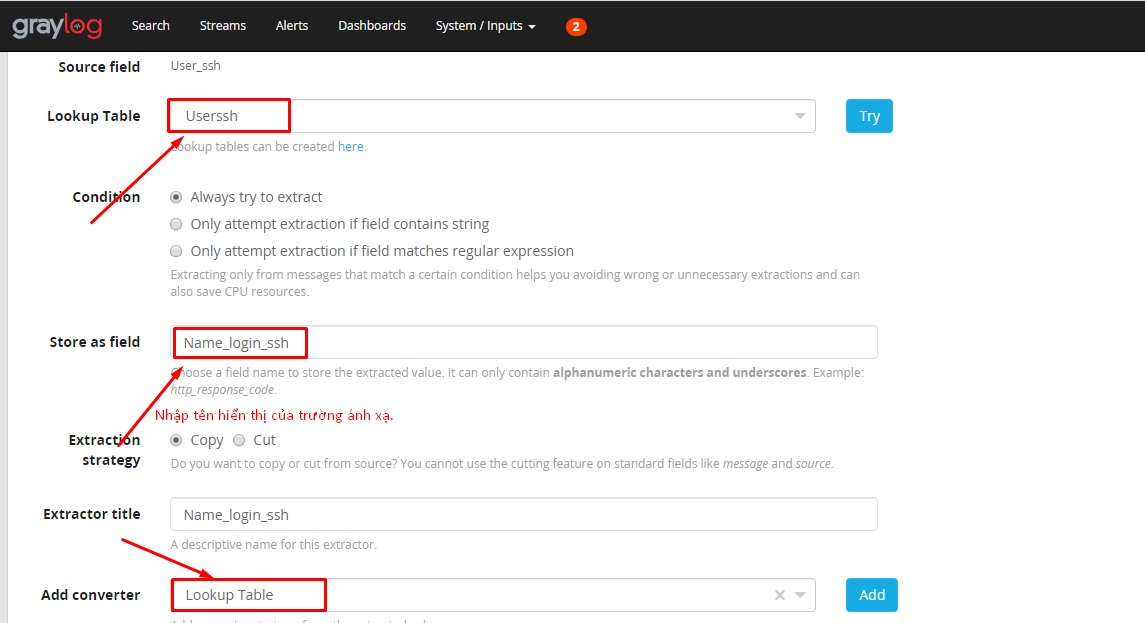 graylog Search Streams Alerts Dashboards System / Inputs 2
Source field User_ssh
Lookup Table Userssh Try
Lookup tables can be created here.
Condition Always try to extract
Only attempt extraction if field contains string
Only attempt extraction if field matches regular expression
Extracting only from messages that match a certain condition helps you avoiding wrong or unnecessary extractions and can
also save CPU resources.
Store as field Name_login_ssh
Choose a field name to store the extracted value. It can only contain alphanumeric characters and underscores. Example:
http_response_code.
Nhập tên hiển thị của trường ánh xạ.
Extraction Copy Cut
strategy
Do you want to copy or cut from source? You cannot use the cutting feature on standard fields like message and source.
Extractor title Name_login_ssh
A descriptive name for this extractor.
Add converter Lookup Table Add